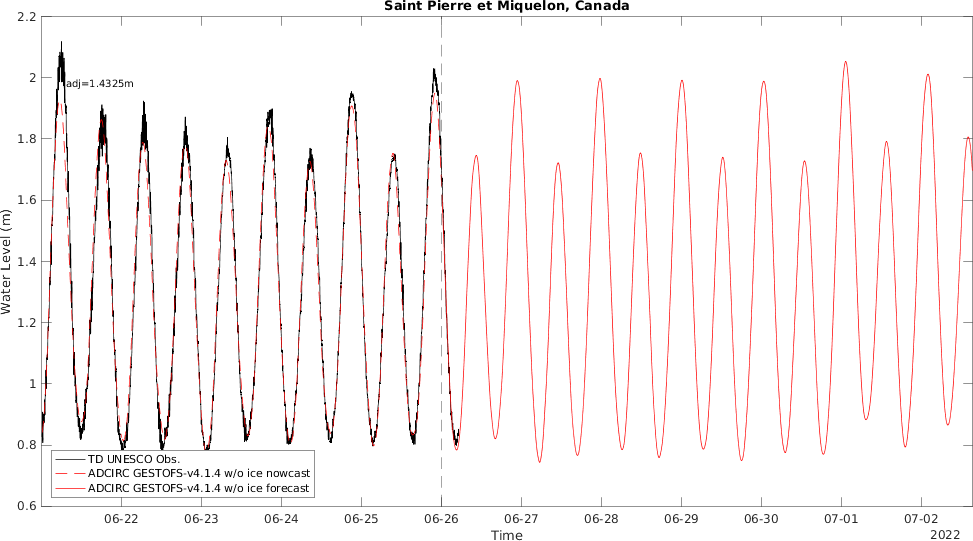 Saint Pierre et Miquelon, Canada
2.2
2
adj=1.4325m
1.8
1.6
1.4
1.2
1
0.8
0.6
Water Level (m)
TD UNESCO Obs.
ADCIRC GESTOFS-v4.1.4 w/o ice nowcast
ADCIRC GESTOFS-v4.1.4 w/o ice forecast
06-22 06-23 06-24 06-25 06-26 06-27 06-28 06-29 06-30 07-01 07-02
Time
2022